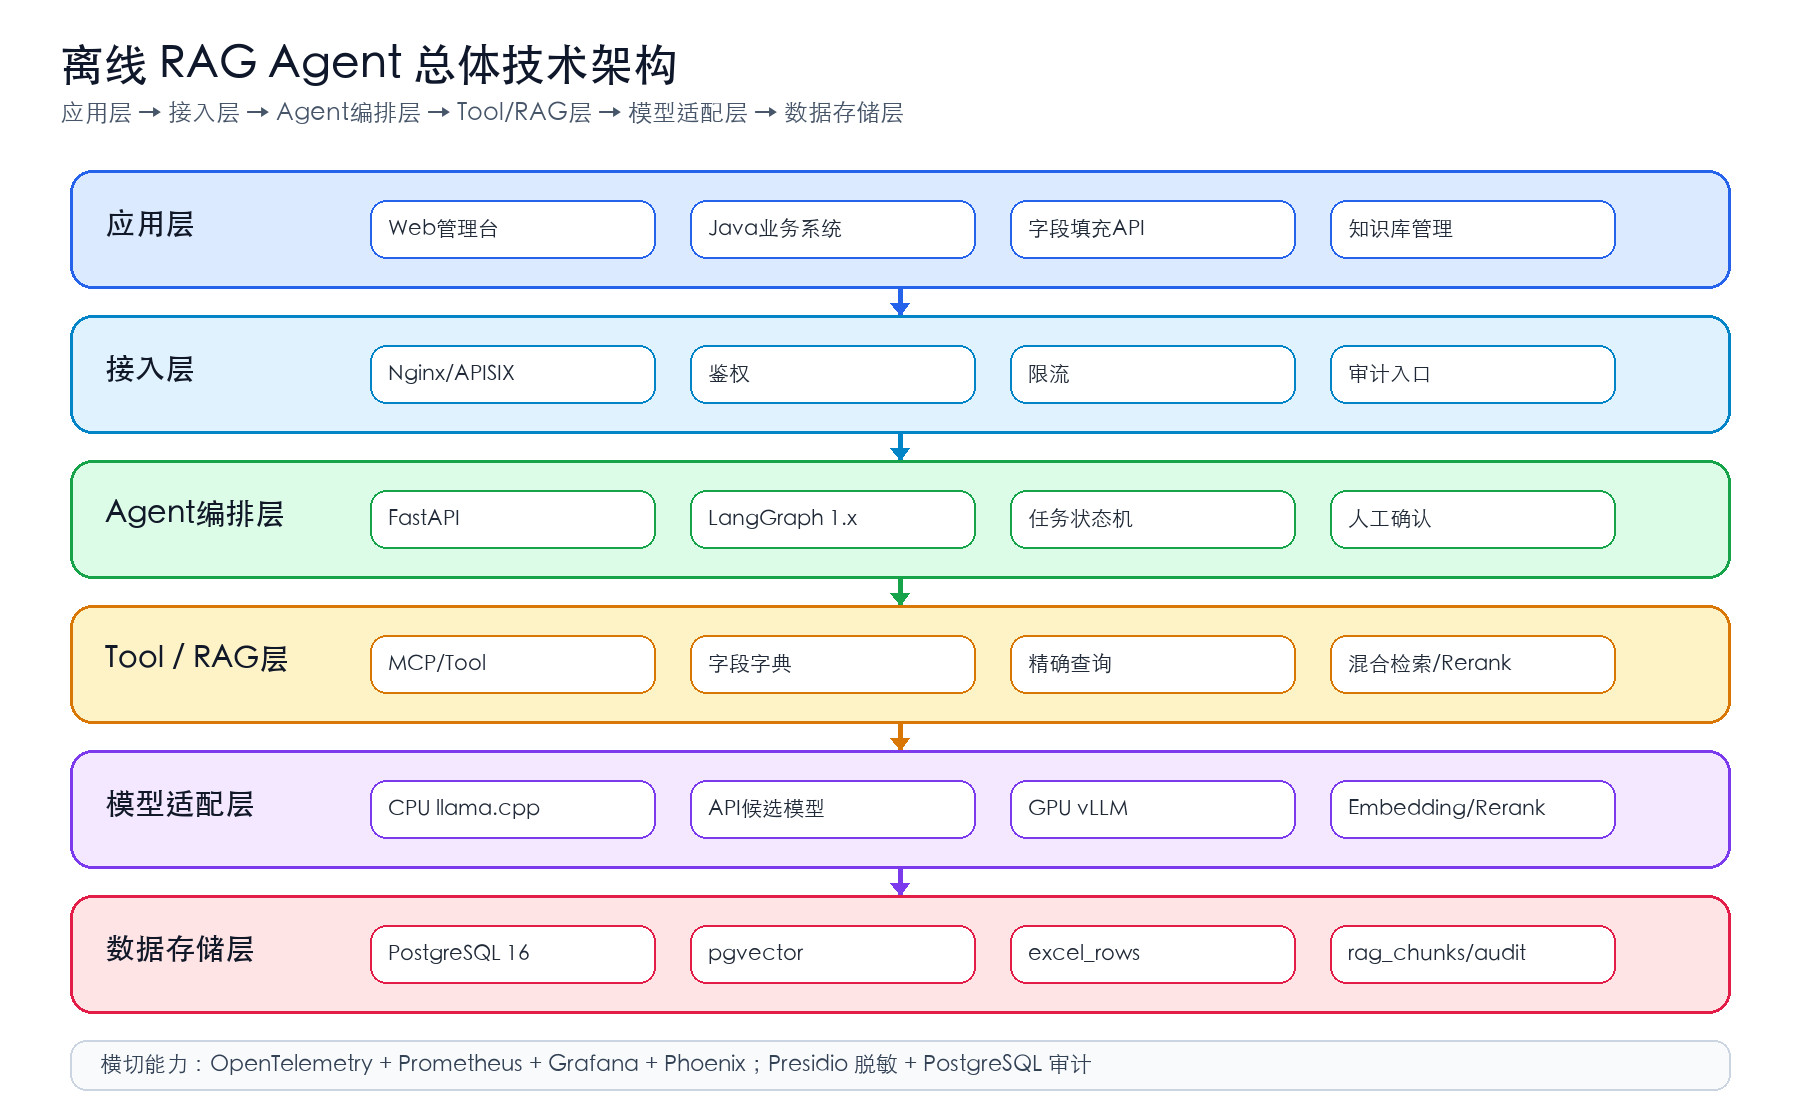 离线 RAG Agent 总体技术架构
应用层 → 接入层 → Agent编排层 → Tool/RAG层 → 模型适配层 → 数据存储层
应用层
Web管理台
Java业务系统
字段填充API
知识库管理
接入层
Nginx/APISIX
鉴权
限流
审计入口
Agent编排层
FastAPI
LangGraph 1.x
任务状态机
人工确认
Tool / RAG层
MCP/Tool
字段字典
精确查询
混合检索/Rerank
模型适配层
CPU llama.cpp
API候选模型
GPU vLLM
Embedding/Rerank
数据存储层
PostgreSQL 16
pgvector
excel_rows
rag_chunks/audit
横切能力：OpenTelemetry + Prometheus + Grafana + Phoenix；Presidio 脱敏 + PostgreSQL 审计